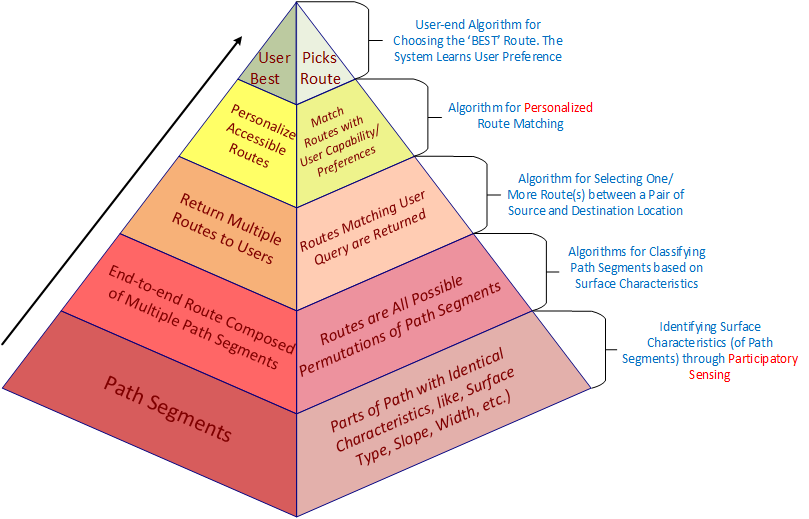 User-end Algorithm for
Choosing the ‘BEST’ Route. The
System Learns User Preference
User
Best
Picks
Route
Algorithm for Personalized
Route Matching
Personalize
Accessible
Routes
Match
Routes with
User Capability/
Preferences
Algorithm for Selecting One/
More Route(s) between a Pair of
Source and Destination Location
Return Multiple
Routes to Users
Routes Matching User
Query are Returned
Algorithms for Classifying
Path Segments based on
Surface Characteristics
End-to-end Route Composed
of Multiple Path Segments
Routes are All Possible
Permutations of Path Segments
Identifying Surface
Characteristics (of Path
Segments) through Participatory
Sensing
Path Segments
Parts of Path with Identical
Characteristics, like, Surface
Type, Slope, Width, etc.)